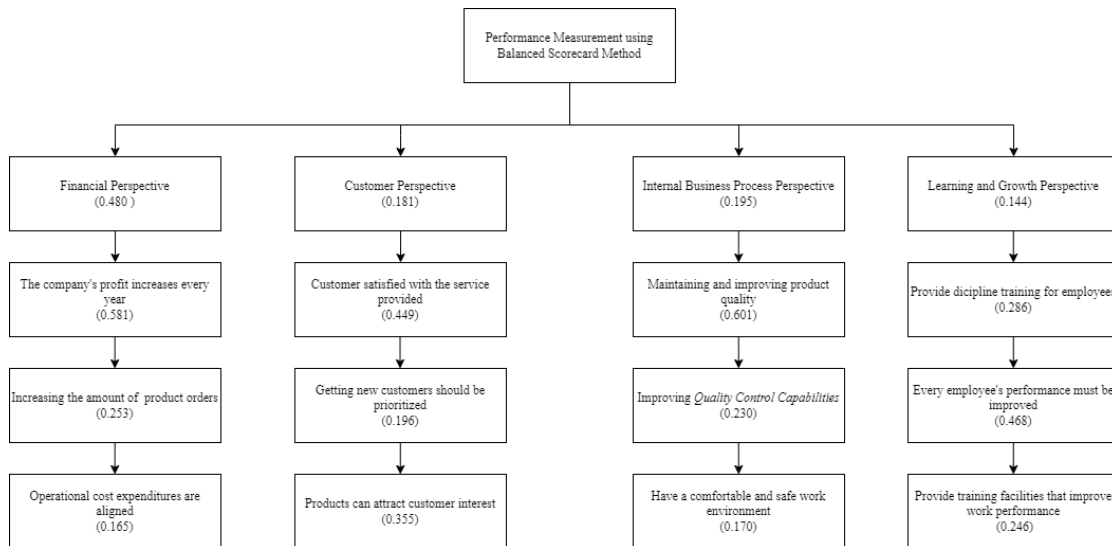 Performance Measurement using
Balanced Scorecard Method
Financial Perspective
(0.480 )
Customer Perspective
(0.181)
Internal Business Process Perspective
(0.195)
Learning and Growth Perspective
(0.144)
The company's profit increases every
year
(0.581)
Customer satisfied with the service
provided
(0.449)
Maintaining and improving product
quality
(0.601)
Provide dicipline training for employees
(0.286)
Increasing the amount of product orders
(0.253)
Getting new customers should be
prioritized
(0.196)
Improving Quality Control Capabilities
(0.230)
Every employee's performance must be
improved
(0.468)
Operational cost expenditures are
aligned
(0.165)
Products can attract customer interest
(0.355)
Have a comfortable and safe work
environment
(0.170)
Provide training facilities that improve
work performance
(0.246)